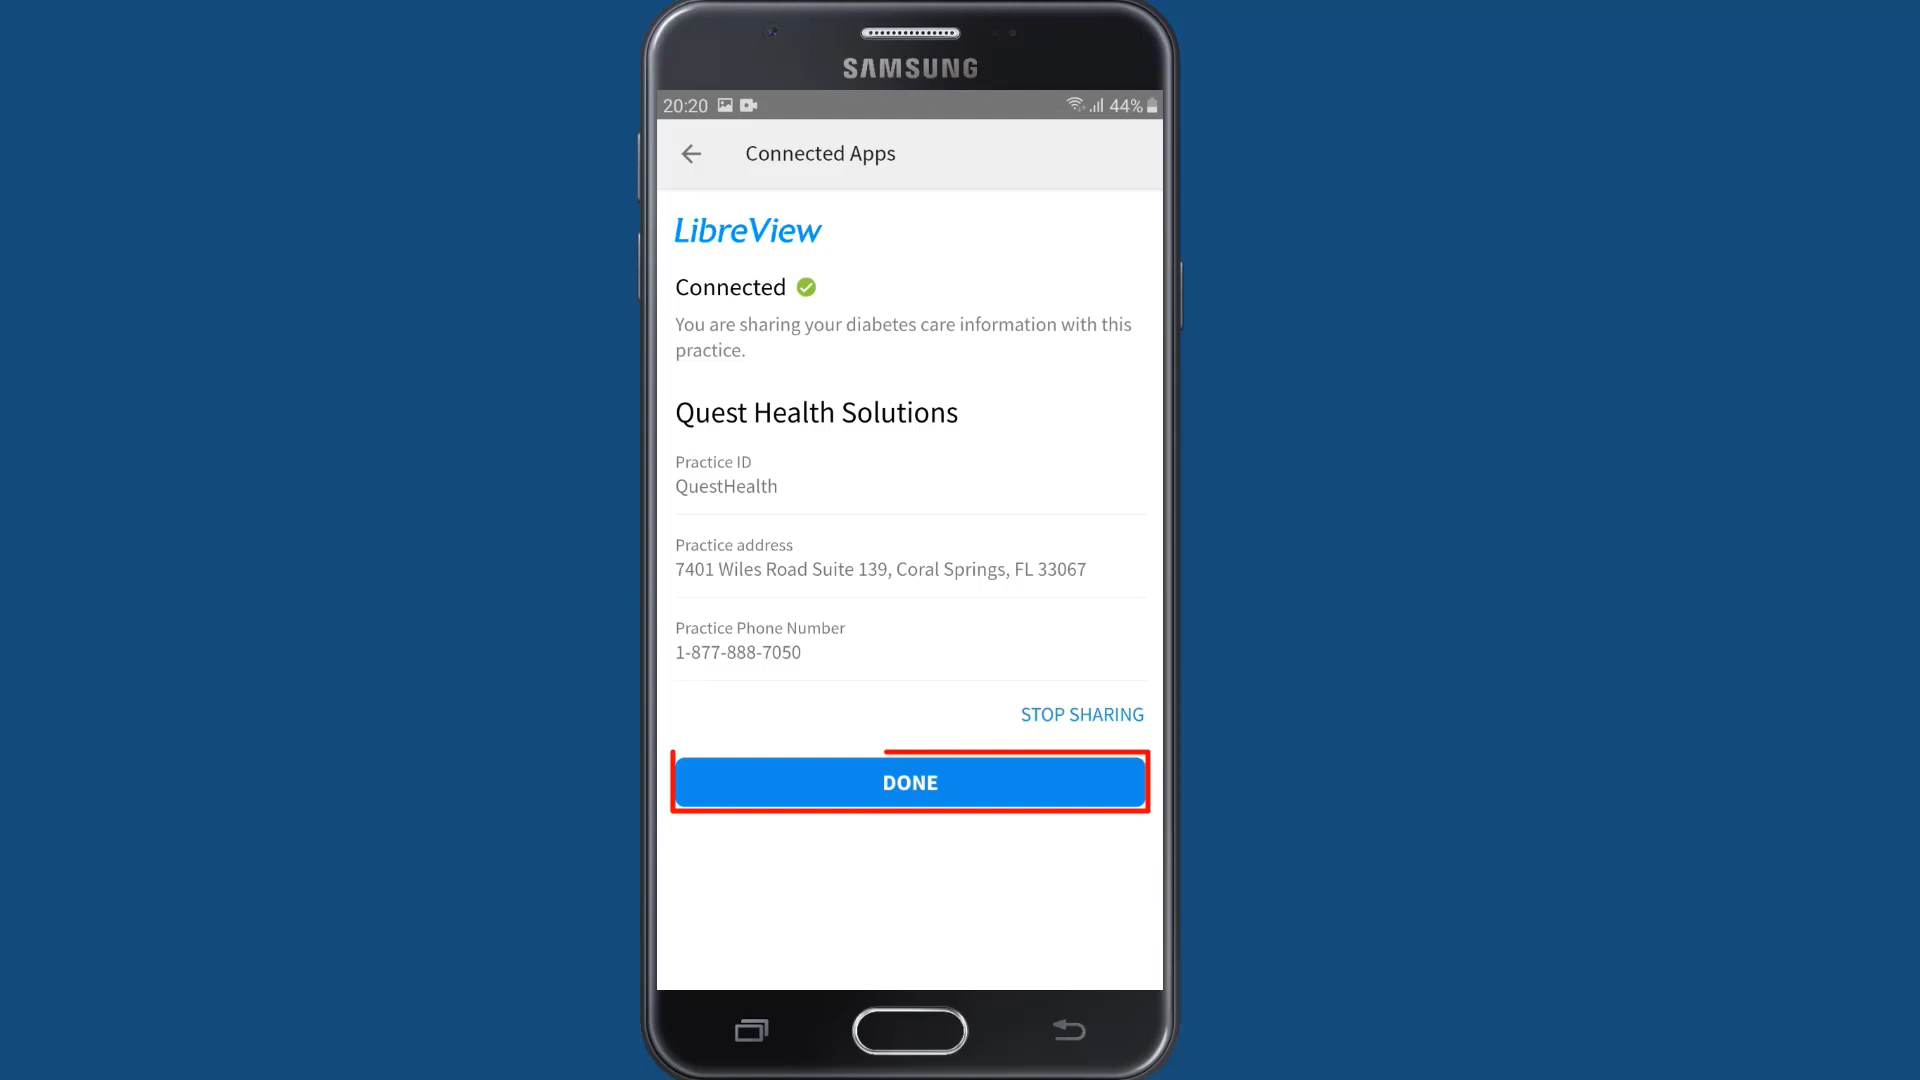 SAMSUNG
20:20 44%
Connected Apps
LibreView
Connected
You are sharing your diabetes care information with this
practice.
Quest Health Solutions
Practice ID
QuestHealth
Practice address
7401 Wiles Road Suite 139, Coral Springs, FL 33067
Practice Phone Number
1-877-888-7050
STOP SHARING
DONE